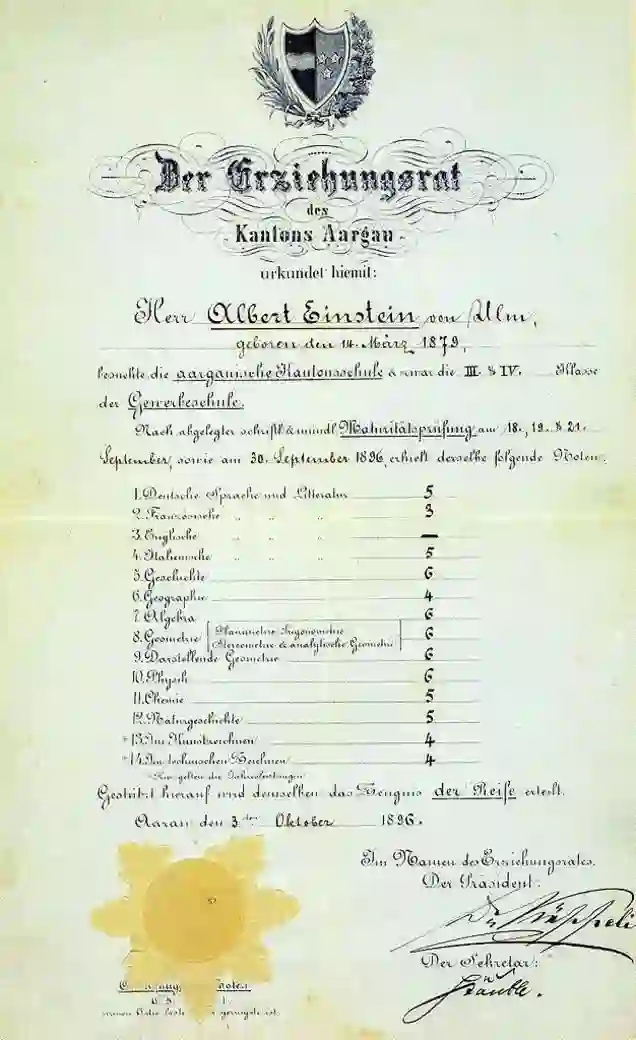 Der Erziehungsrat
des
Kantons Aargau
urkundet hiemit:
Herr Albert Einstein von Ulm,
geboren den 14. März 1879,
besuchte die aargauische Kantonsschule & zwar die III. & IV. Klasse
der Gewerbeschule.
Nach abgelegter schriftl. & mündl. Maturitätsprüfung am 18., 19. & 21.
September, sowie am 30. September 1896, erhielt derselbe folgende Noten:
1. Deutsche Sprache und Litteratur 5
2. Französische " " " 3
3. Englische " " " —
4. Italienische " " " 5
5. Geschichte 6
6. Geographie 4
7. Algebra 6
8. Geometrie [Planimetrie, Trigonometrie 6
Stereometrie & analytische Geometrie]
9. Darstellende Geometrie 6
10. Physik 6
11. Chemie 5
12. Naturgeschichte 5
*13. Im Kunstzeichnen 4
*14. Im technischen Zeichnen 4
*Hier gelten die Jahresleistungen.
Gestützt hierauf wird demselben das Zeugnis der Reife erteilt.
Aarau den 3ten Oktober 1896.
Im Namen des Erziehungsrates,
Der Präsident:
Der Sekretär:
Stäuble.